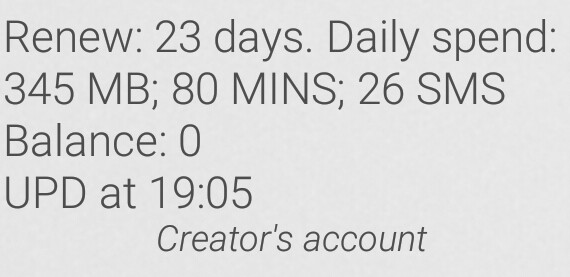 Renew: 23 days. Daily spend:
345 MB; 80 MINS; 26 SMS
Balance: 0
UPD at 19:05
Creator's account